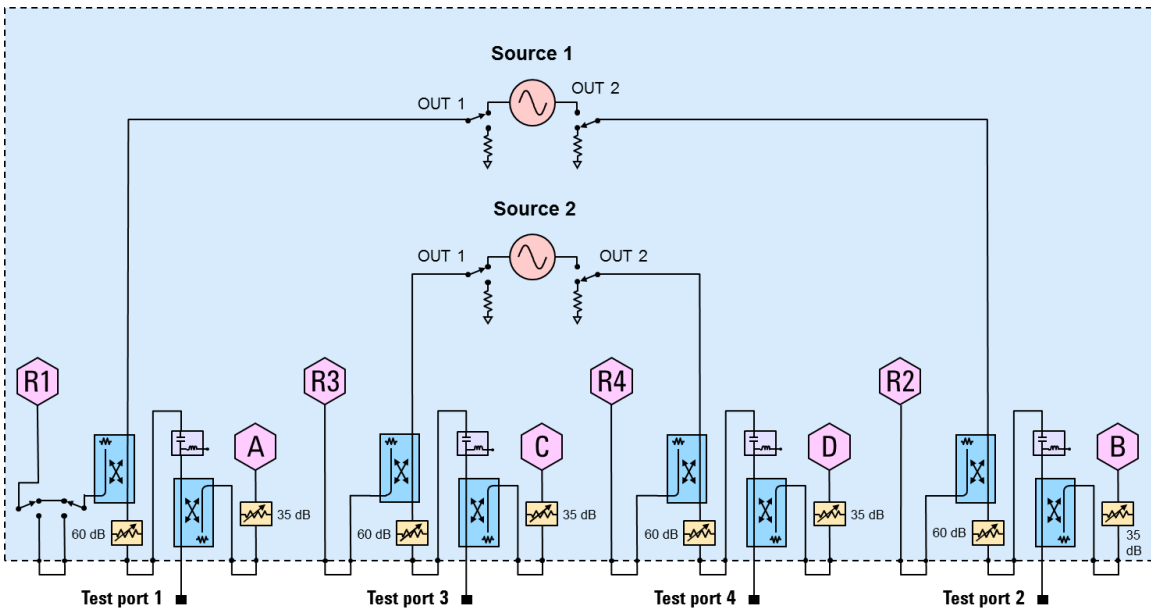 Source 1
OUT 1
OUT 2
Source 2
OUT 1
OUT 2
R1
R3
R4
R2
A
C
D
B
60 dB
35 dB
60 dB
35 dB
60 dB
35 dB
60 dB
35
dB
Test port 1
Test port 3
Test port 4
Test port 2